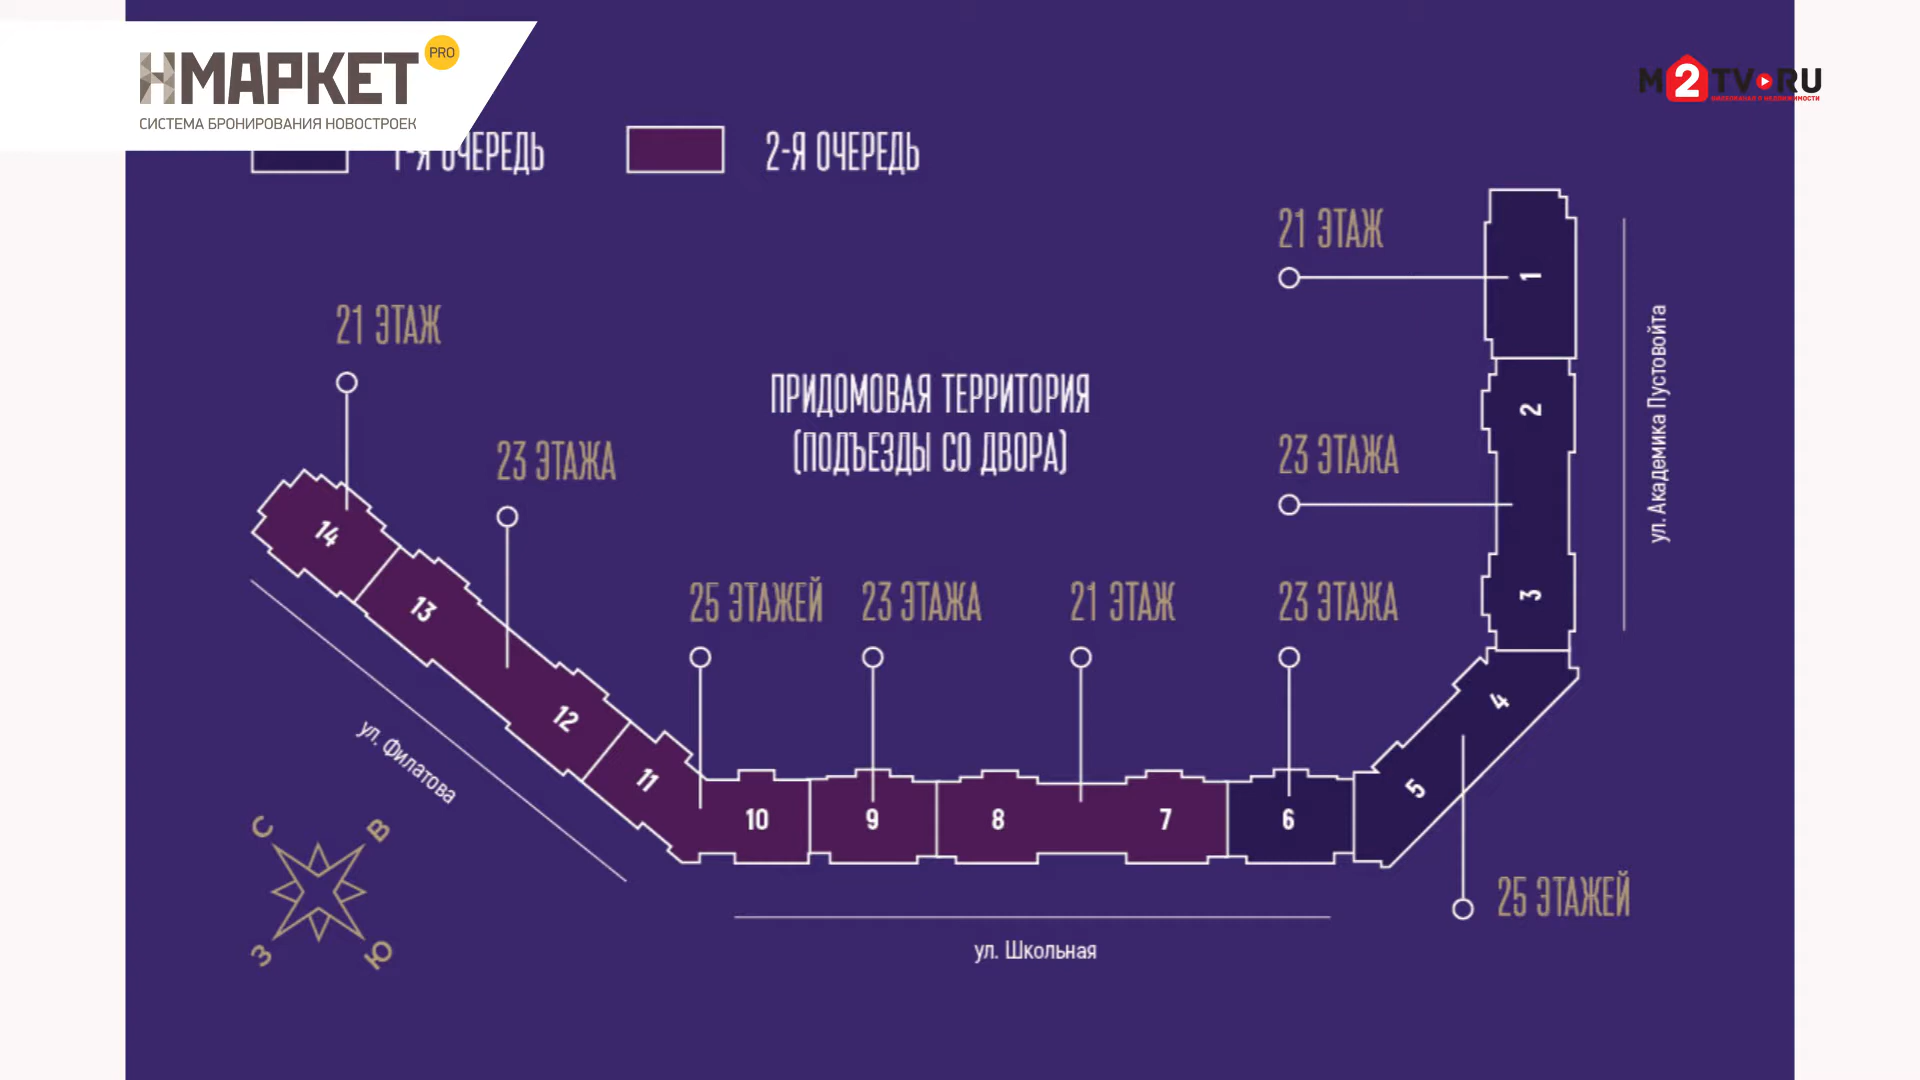 НМАРКЕТ PRO
СИСТЕМА БРОНИРОВАНИЯ НОВОСТРОЕК
M2TV.RU
1-Я ОЧЕРЕДЬ
2-Я ОЧЕРЕДЬ
21 ЭТАЖ
1
ул. Академика Пустовойта
21 ЭТАЖ
ПРИДОМОВАЯ ТЕРРИТОРИЯ
(ПОДЪЕЗДЫ СО ДВОРА)
2
23 ЭТАЖА
23 ЭТАЖА
14
13
25 ЭТАЖЕЙ
23 ЭТАЖА
21 ЭТАЖ
23 ЭТАЖА
3
12
4
11
5
10
9
8
7
6
ул. Филатова
С
В
З
Ю
25 ЭТАЖЕЙ
ул. Школьная